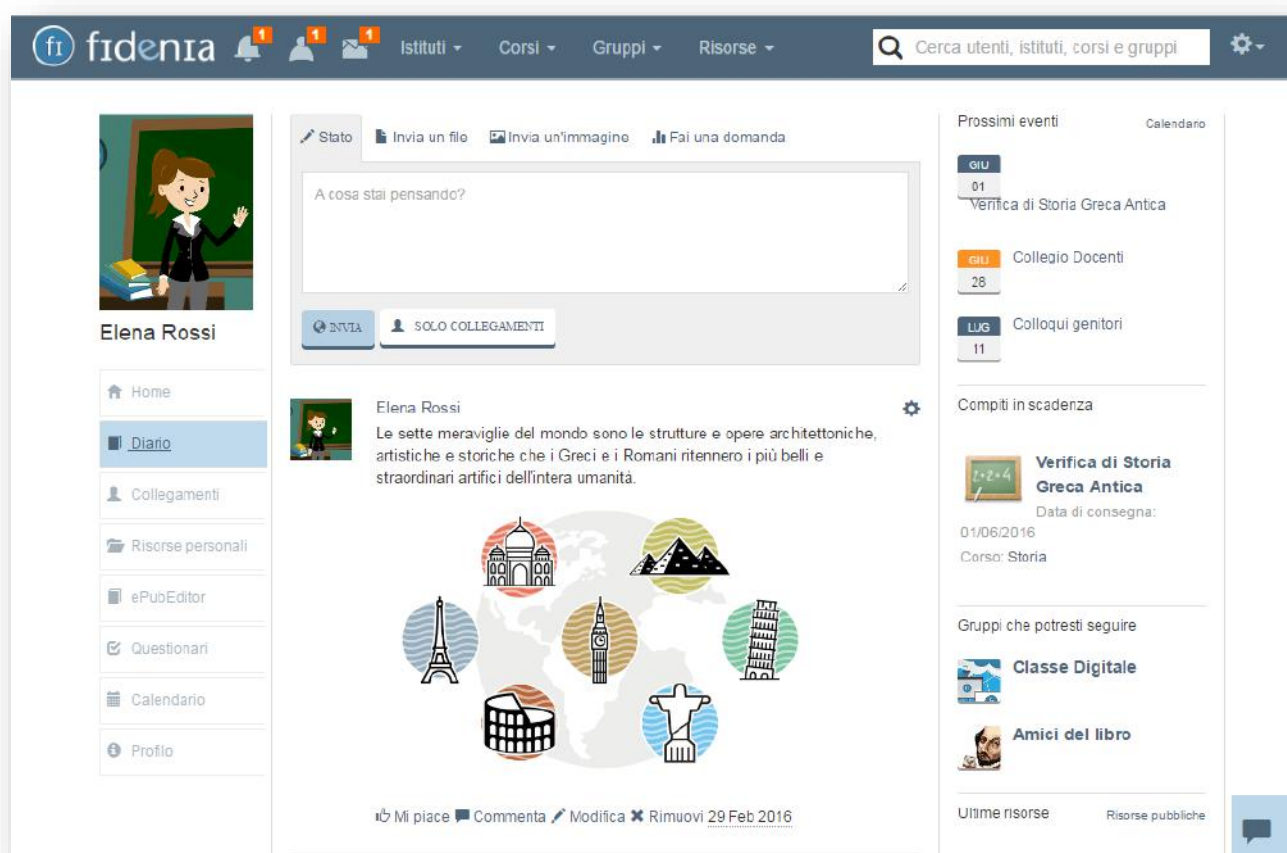 fı fıdenıa 1 1 1 Istituti Corsi Gruppi Risorse Cerca utenti, istituti, corsi e gruppi
Elena Rossi
Home
Diario
Collegamenti
Risorse personali
ePubEditor
Questionari
Calendario
Profilo
Stato Invia un file Invia un'immagine Fai una domanda
A cosa stai pensando?
INVIA SOLO COLLEGAMENTI
Elena Rossi
Le sette meraviglie del mondo sono le strutture e opere architettoniche,
artistiche e storiche che i Greci e i Romani ritennero i più belli e
straordinari artifici dell'intera umanità.
Mi piace Commenta Modifica Rimuovi 29 Feb 2016
Prossimi eventi Calendario
GIU
01
Verifica di Storia Greca Antica
GIU
28
Collegio Docenti
LUG
11
Colloqui genitori
Compiti in scadenza
2+2=4
Verifica di Storia
Greca Antica
Data di consegna:
01/06/2016
Corso: Storia
Gruppi che potresti seguire
Classe Digitale
Amici del libro
Ultime risorse Risorse pubbliche